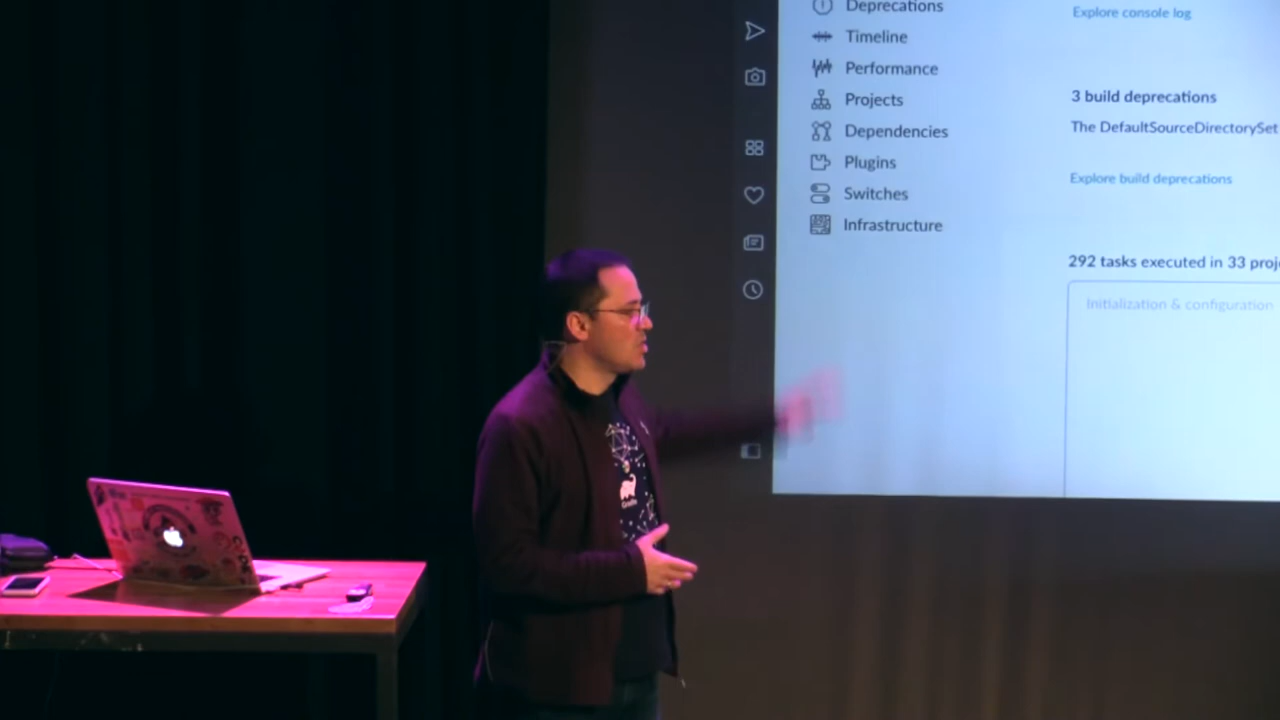 Deprecations
Timeline
Performance
Projects
Dependencies
Plugins
Switches
Infrastructure
Explore console log
3 build deprecations
The DefaultSourceDirectorySet
Explore build deprecations
292 tasks executed in 33 proj
Initialization & configuration